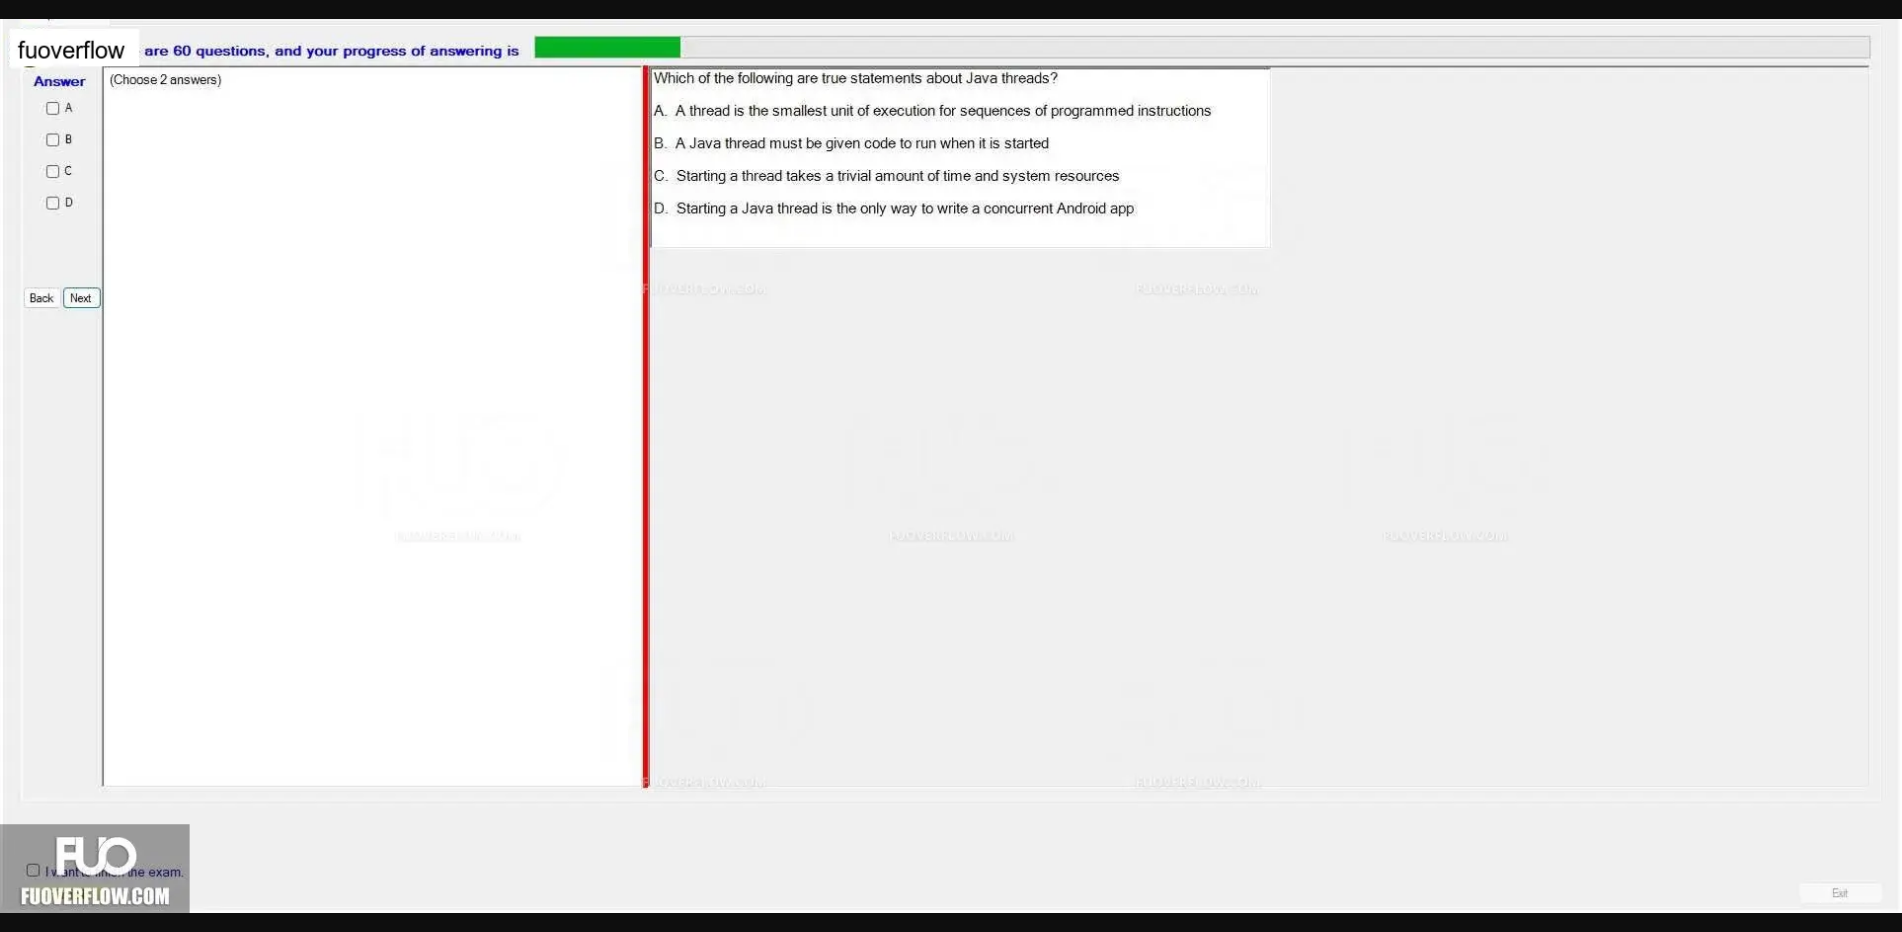 fuoverflow are 60 questions, and your progress of answering is
Answer
(Choose 2 answers)
A
B
C
D
Back Next
Which of the following are true statements about Java threads?
A. A thread is the smallest unit of execution for sequences of programmed instructions
B. A Java thread must be given code to run when it is started
C. Starting a thread takes a trivial amount of time and system resources
D. Starting a Java thread is the only way to write a concurrent Android app
FUOVERFLOW.COM FUOVERFLOW.COM
FUOVERFLOW.COM FUOVERFLOW.COM FUOVERFLOW.COM
FUOVERFLOW.COM FUOVERFLOW.COM
FUO
I want to finish the exam.
FUOVERFLOW.COM
Exit